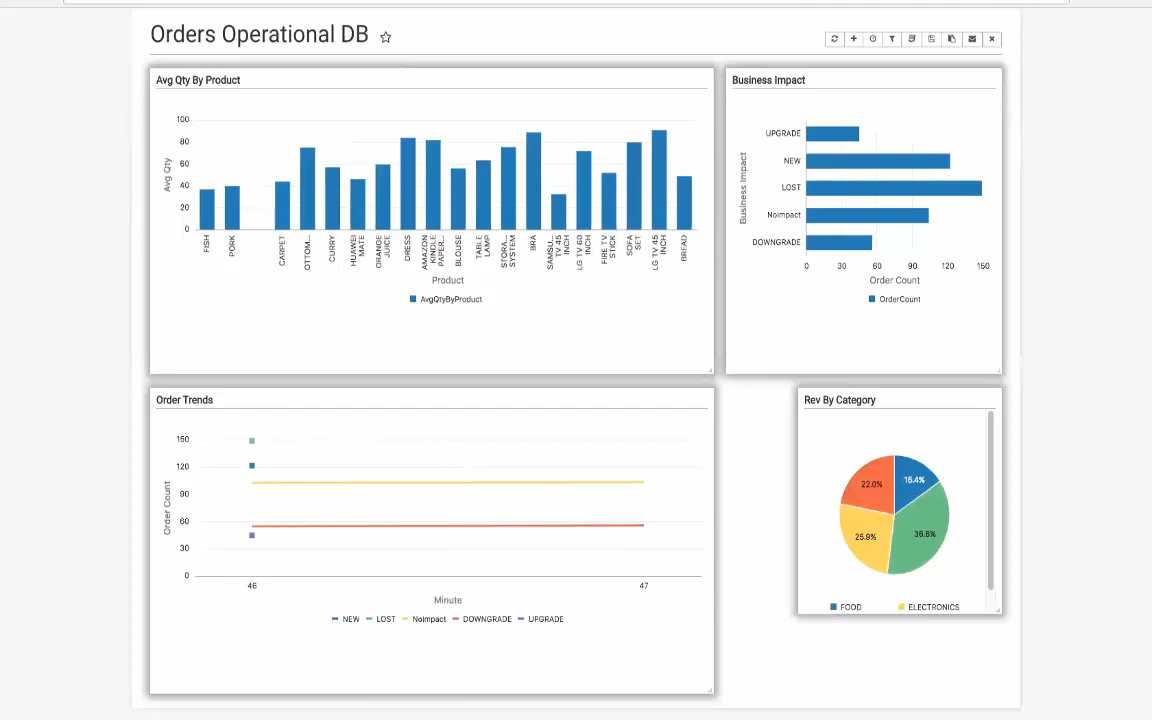 Orders Operational DB
Avg Qty By Product
100
80
60
40
20
0
Avg Qty
FISH
PORK
CARPET
OTTOM...
CURRY
HUAWEI MATE
ORANGE JUICE
DRESS
AMAZON KINDLE PAPER...
BLOUSE
TABLE LAMP
STORA... SYSTEM
BRA
SAMSU... TV 45 INCH
LG TV 60 INCH
FIRE TV STICK
SOFA SET
LG TV 45 INCH
BREAD
Product
AvgQtyByProduct
Business Impact
Business Impact
UPGRADE
NEW
LOST
NoImpact
DOWNGRADE
0 30 60 90 120 150
Order Count
OrderCount
Order Trends
150
120
90
60
30
0
Order Count
46 47
Minute
NEW LOST NoImpact DOWNGRADE UPGRADE
Rev By Category
22.0% 15.4%
25.9% 36.6%
FOOD ELECTRONICS